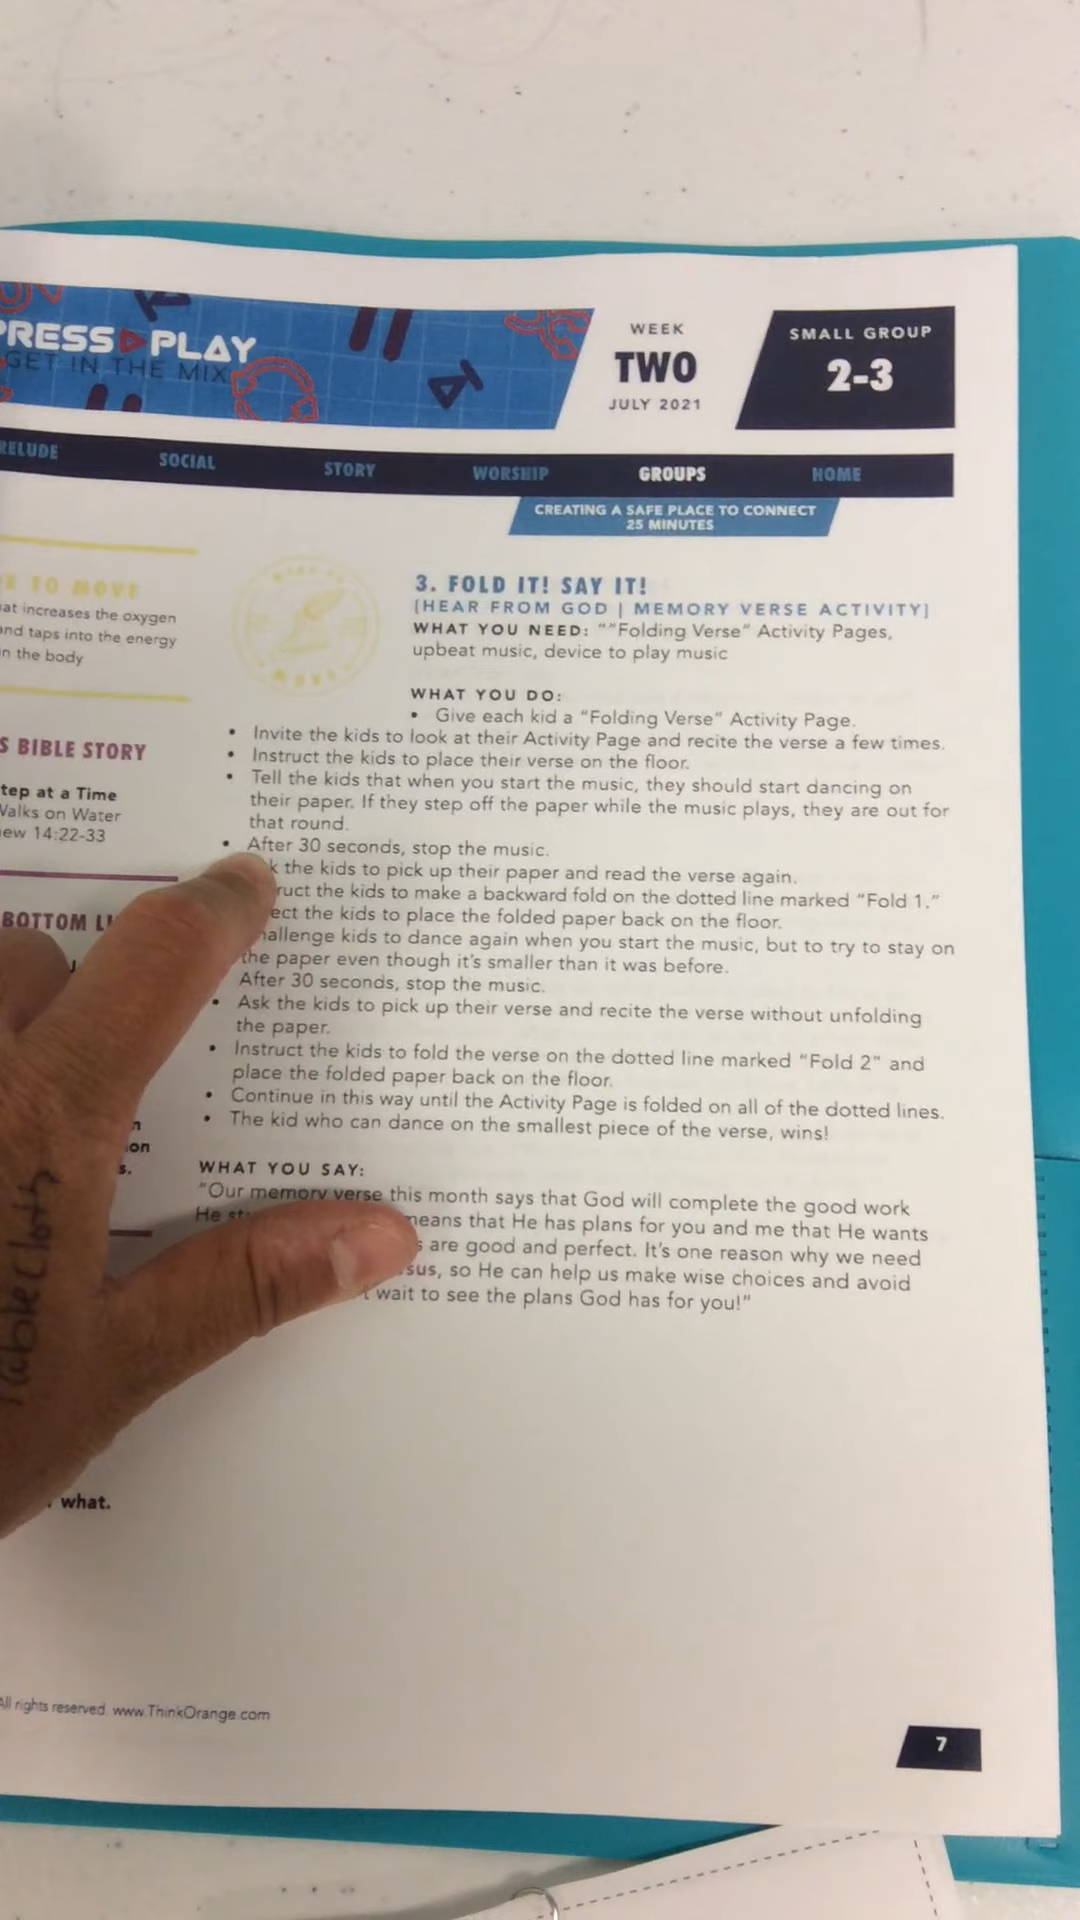 PRESS PLAY
GET IN THE MIX
WEEK
TWO
JULY 2021
SMALL GROUP
2-3
SOCIAL
STORY
WORSHIP
GROUPS
HOME
CREATING A SAFE PLACE TO CONNECT
25 MINUTES
TO MOVE
increases the oxygen
and taps into the energy
in the body
BIBLE STORY
at a Time
Walks on Water
14:22-33
BOTTOM
what.
3. FOLD IT! SAY IT!
[HEAR FROM GOD | MEMORY VERSE ACTIVITY]
WHAT YOU NEED: ""Folding Verse" Activity Pages,
upbeat music, device to play music
WHAT YOU DO:
• Give each kid a "Folding Verse" Activity Page.
• Invite the kids to look at their Activity Page and recite the verse a few times.
• Instruct the kids to place their verse on the floor.
• Tell the kids that when you start the music, they should start dancing on
their paper. If they step off the paper while the music plays, they are out for
that round.
• After 30 seconds, stop the music.
the kids to pick up their paper and read the verse again.
the kids to make a backward fold on the dotted line marked "Fold 1."
the kids to place the folded paper back on the floor.
kids to dance again when you start the music, but to try to stay on
the paper even though it's smaller than it was before.
After 30 seconds, stop the music.
• Ask the kids to pick up their verse and recite the verse without unfolding
the paper.
• Instruct the kids to fold the verse on the dotted line marked "Fold 2" and
place the folded paper back on the floor.
• Continue in this way until the Activity Page is folded on all of the dotted lines.
• The kid who can dance on the smallest piece of the verse, wins!
WHAT YOU SAY:
"Our memory verse this month says that God will complete the good work
He means that He has plans for you and me that He wants
are good and perfect. It's one reason why we need
so He can help us make wise choices and avoid
wait to see the plans God has for you!"
All rights reserved. www.ThinkOrange.com
7